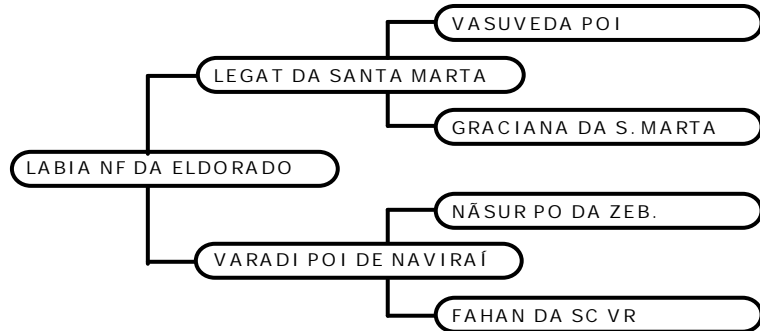 VASUVEDA POI
LEGAT DA SANTA MARTA
GRACIANA DA S. MARTA
LABIA NF DA ELDORADO
NÃSUR PO DA ZEB.
VARADI POI DE NAVIRAÍ
FAHAN DA SC VR